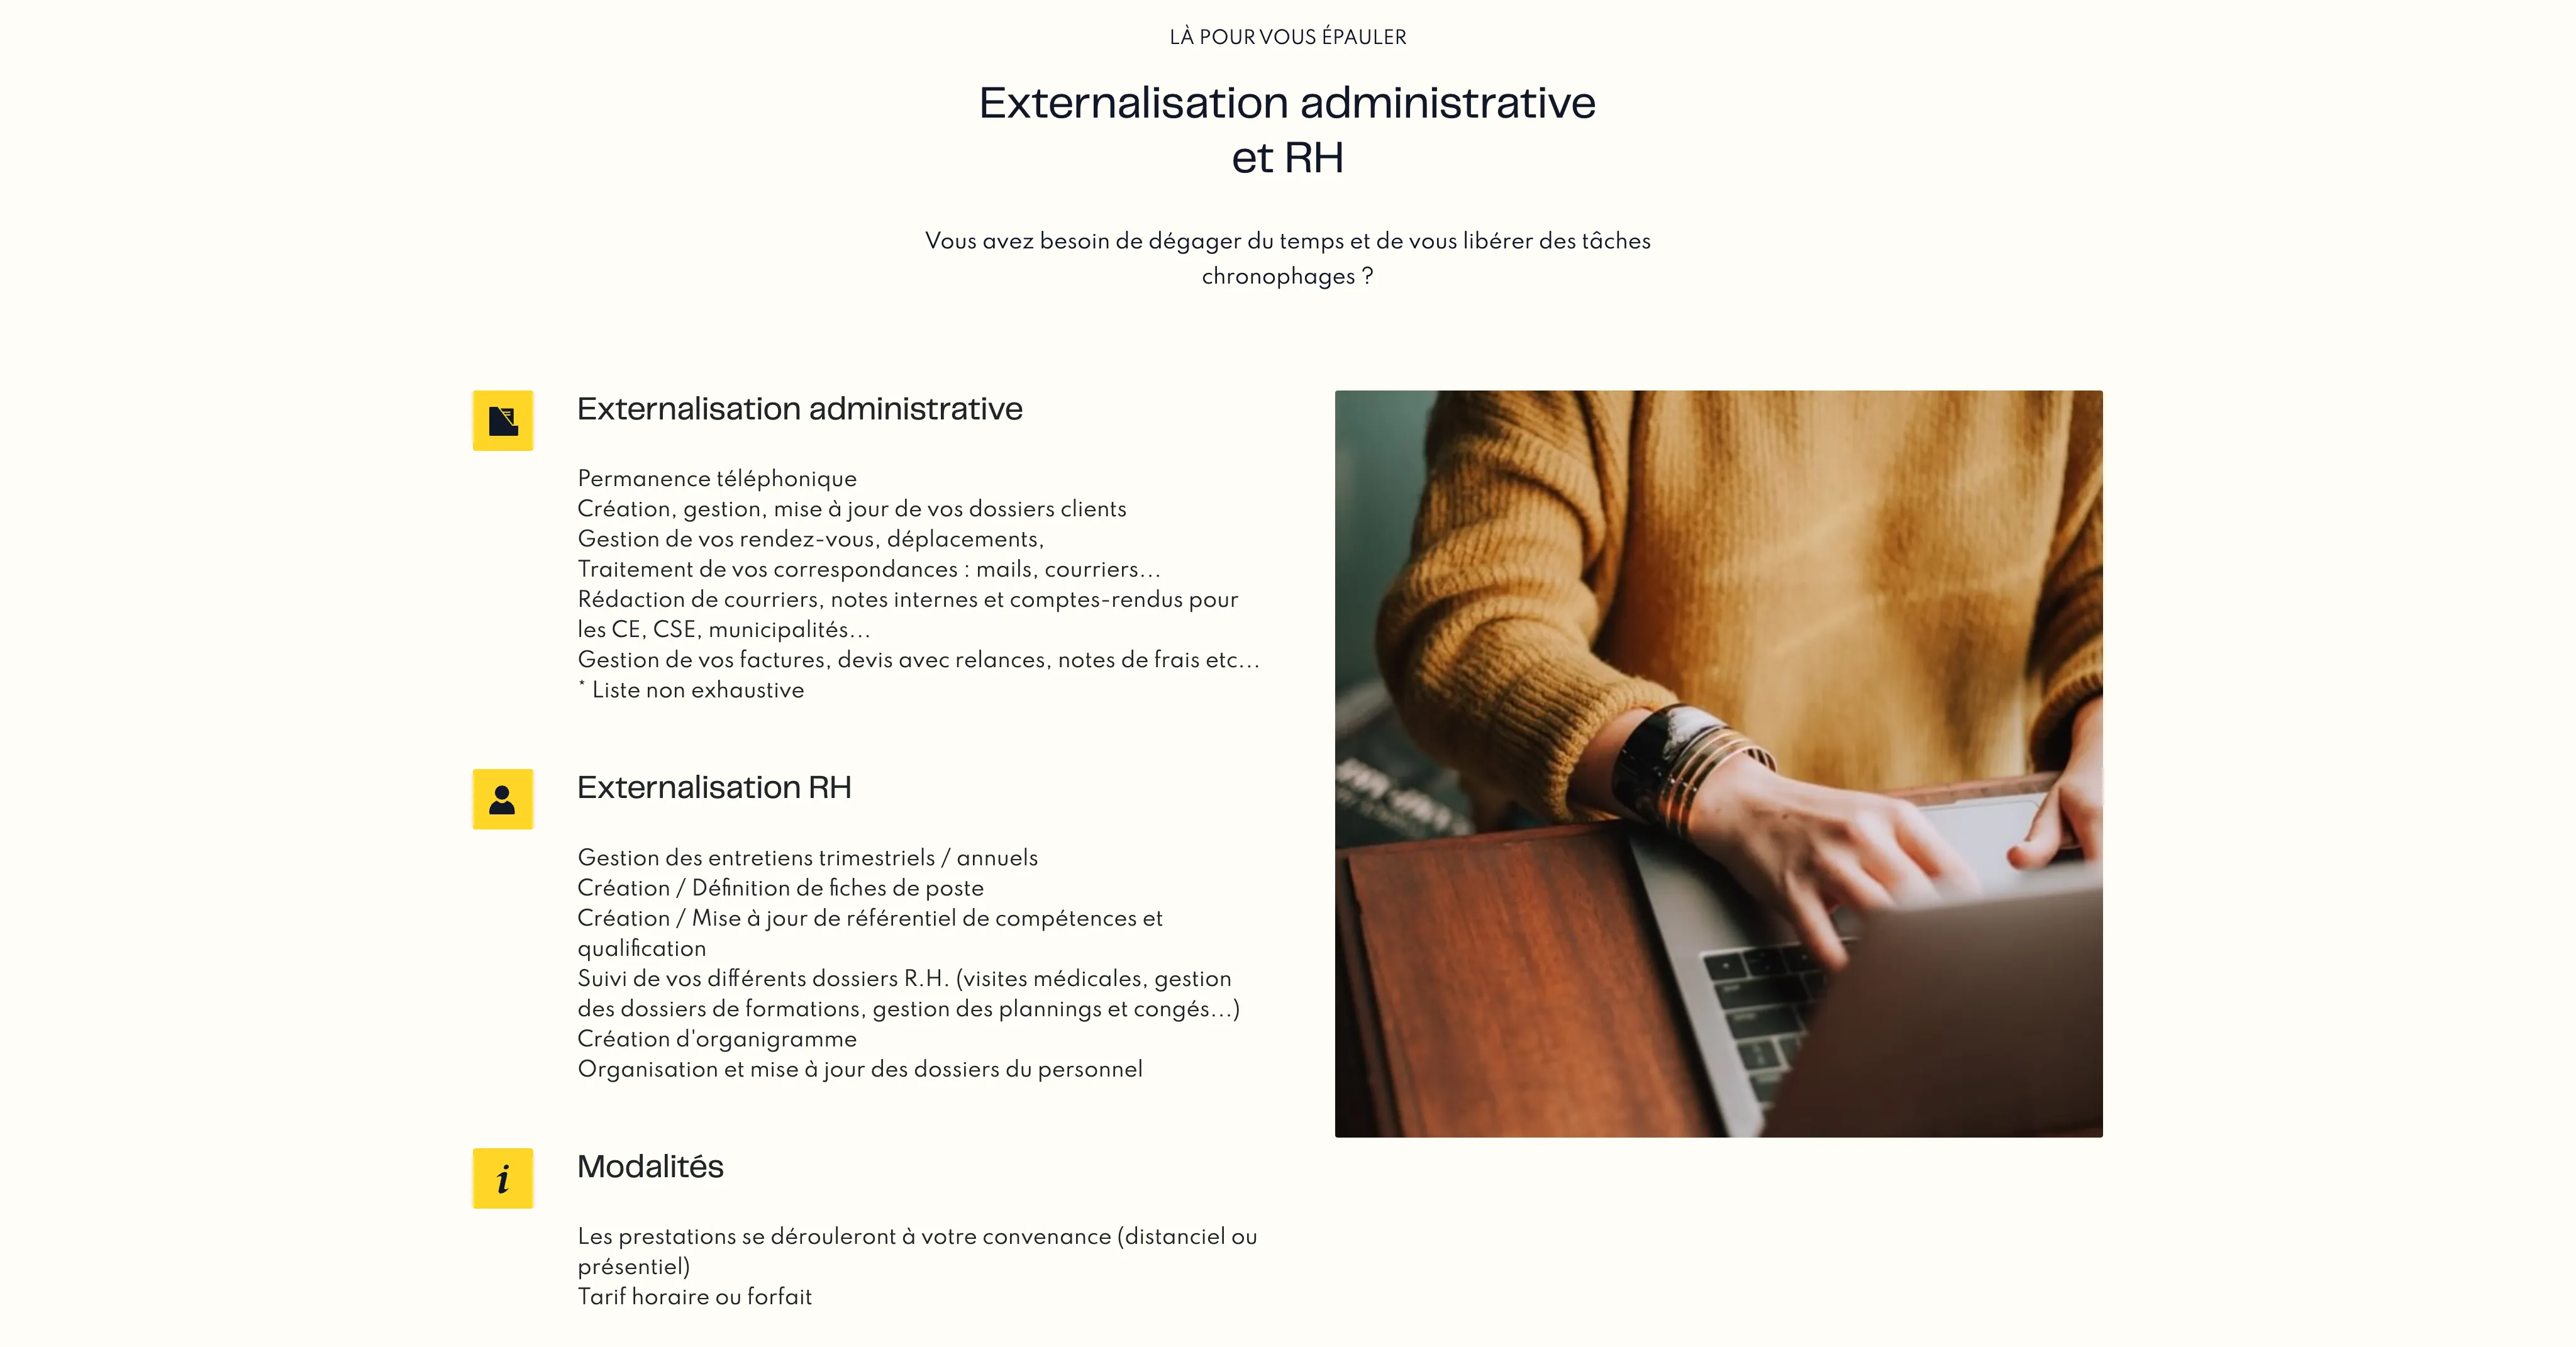 LÀ POUR VOUS ÉPAULER
Externalisation administrative
et RH
Vous avez besoin de dégager du temps et de vous libérer des tâches
chronophages ?
Externalisation administrative
Permanence téléphonique
Création, gestion, mise à jour de vos dossiers clients
Gestion de vos rendez-vous, déplacements,
Traitement de vos correspondances : mails, courriers...
Rédaction de courriers, notes internes et comptes-rendus pour
les CE, CSE, municipalités...
Gestion de vos factures, devis avec relances, notes de frais etc...
* Liste non exhaustive
Externalisation RH
Gestion des entretiens trimestriels / annuels
Création / Définition de fiches de poste
Création / Mise à jour de référentiel de compétences et
qualification
Suivi de vos différents dossiers R.H. (visites médicales, gestion
des dossiers de formations, gestion des plannings et congés...)
Création d'organigramme
Organisation et mise à jour des dossiers du personnel
i
Modalités
Les prestations se dérouleront à votre convenance (distanciel ou
présentiel)
Tarif horaire ou forfait